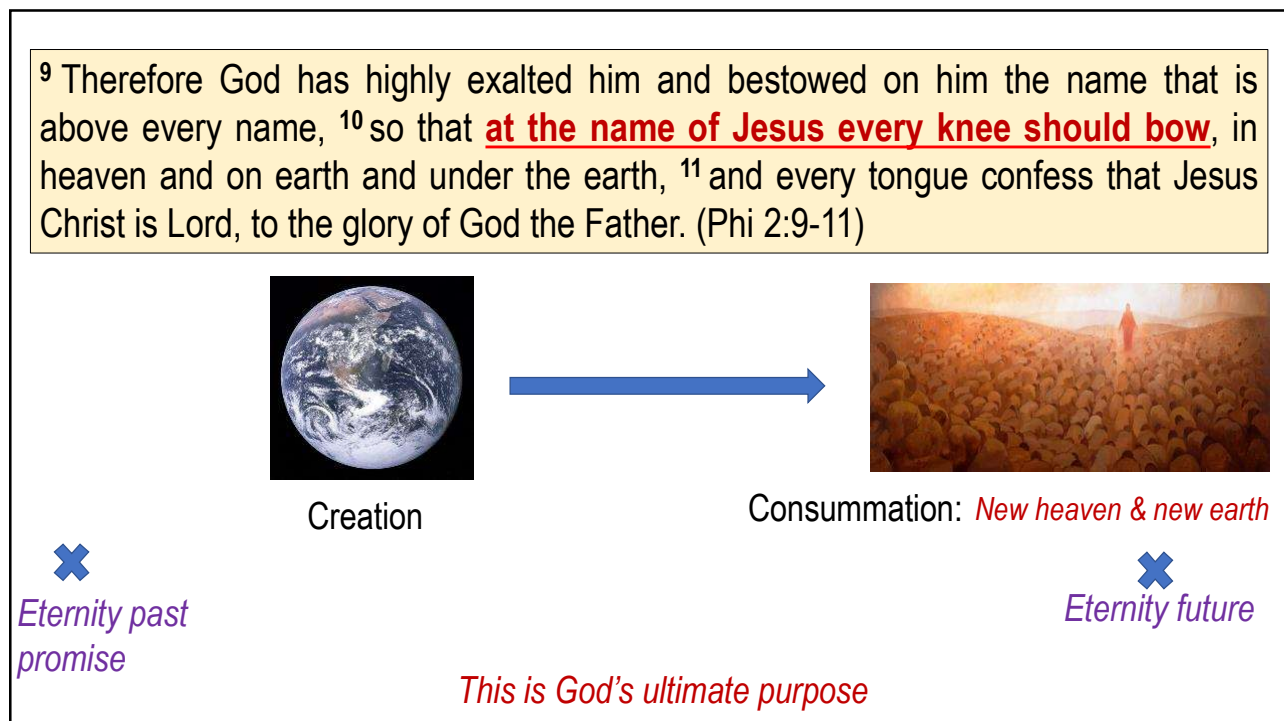 9 Therefore God has highly exalted him and bestowed on him the name that is
above every name, 10 so that at the name of Jesus every knee should bow, in
heaven and on earth and under the earth, 11 and every tongue confess that Jesus
Christ is Lord, to the glory of God the Father. (Phi 2:9-11)
Creation
Consummation: New heaven & new earth
Eternity past
promise
Eternity future
This is God's ultimate purpose